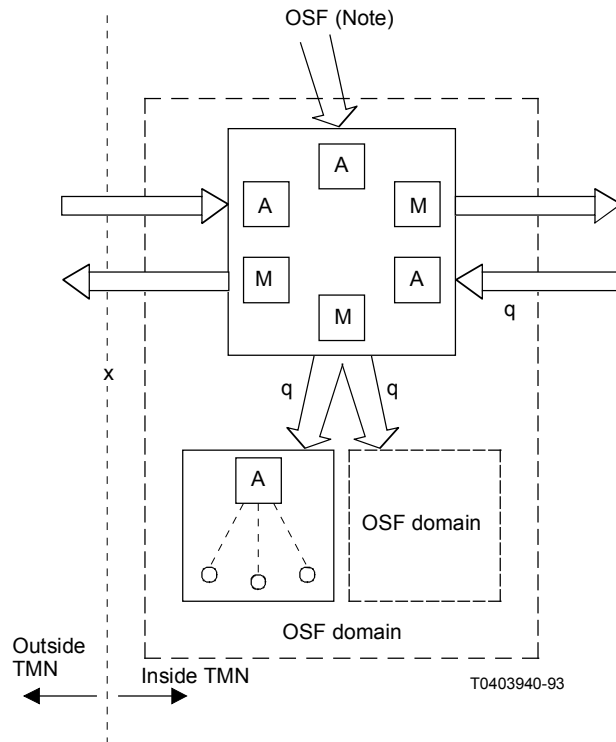 OSF (Note)
A
A
M
M
A
M
q
x
q
q
A
OSF domain
OSF domain
Outside
TMN
Inside TMN
T0403940-93